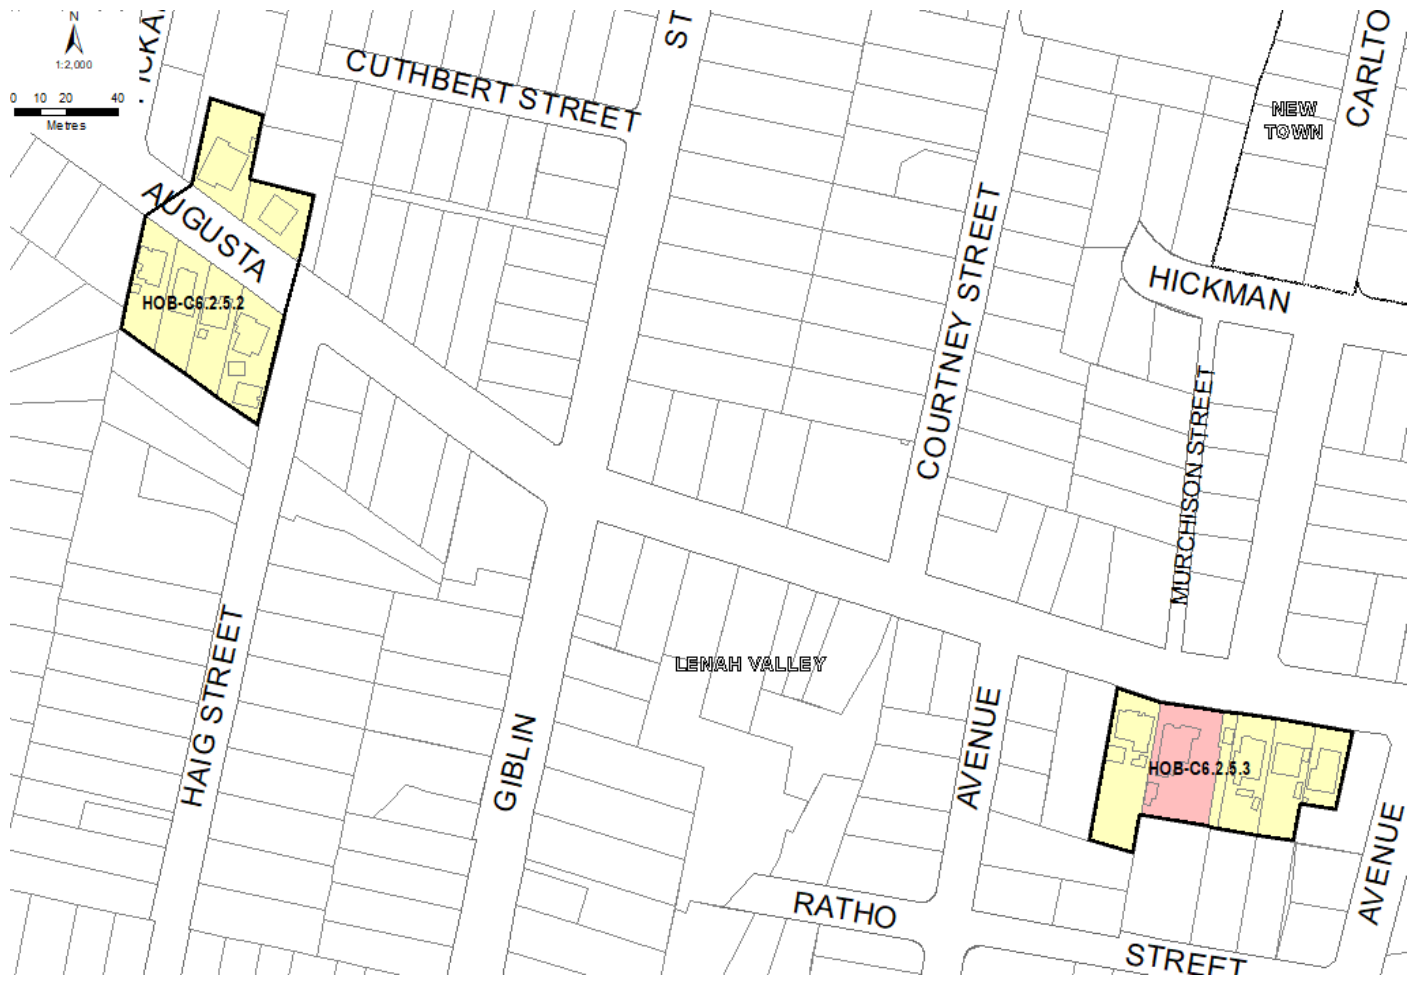 N
1:2,000
0 10 20 40
Metres
CUTHBERT STREET
ST
CARLTO
NEW
TOWN
AUGUSTA
HOB-C6.2.5.2
HICKMAN
COURTNEY STREET
MURCHISON STREET
LENAH VALLEY
HAIG STREET
GIBLIN
AVENUE
HOB-C6.2.5.3
AVENUE
RATHO
STREET